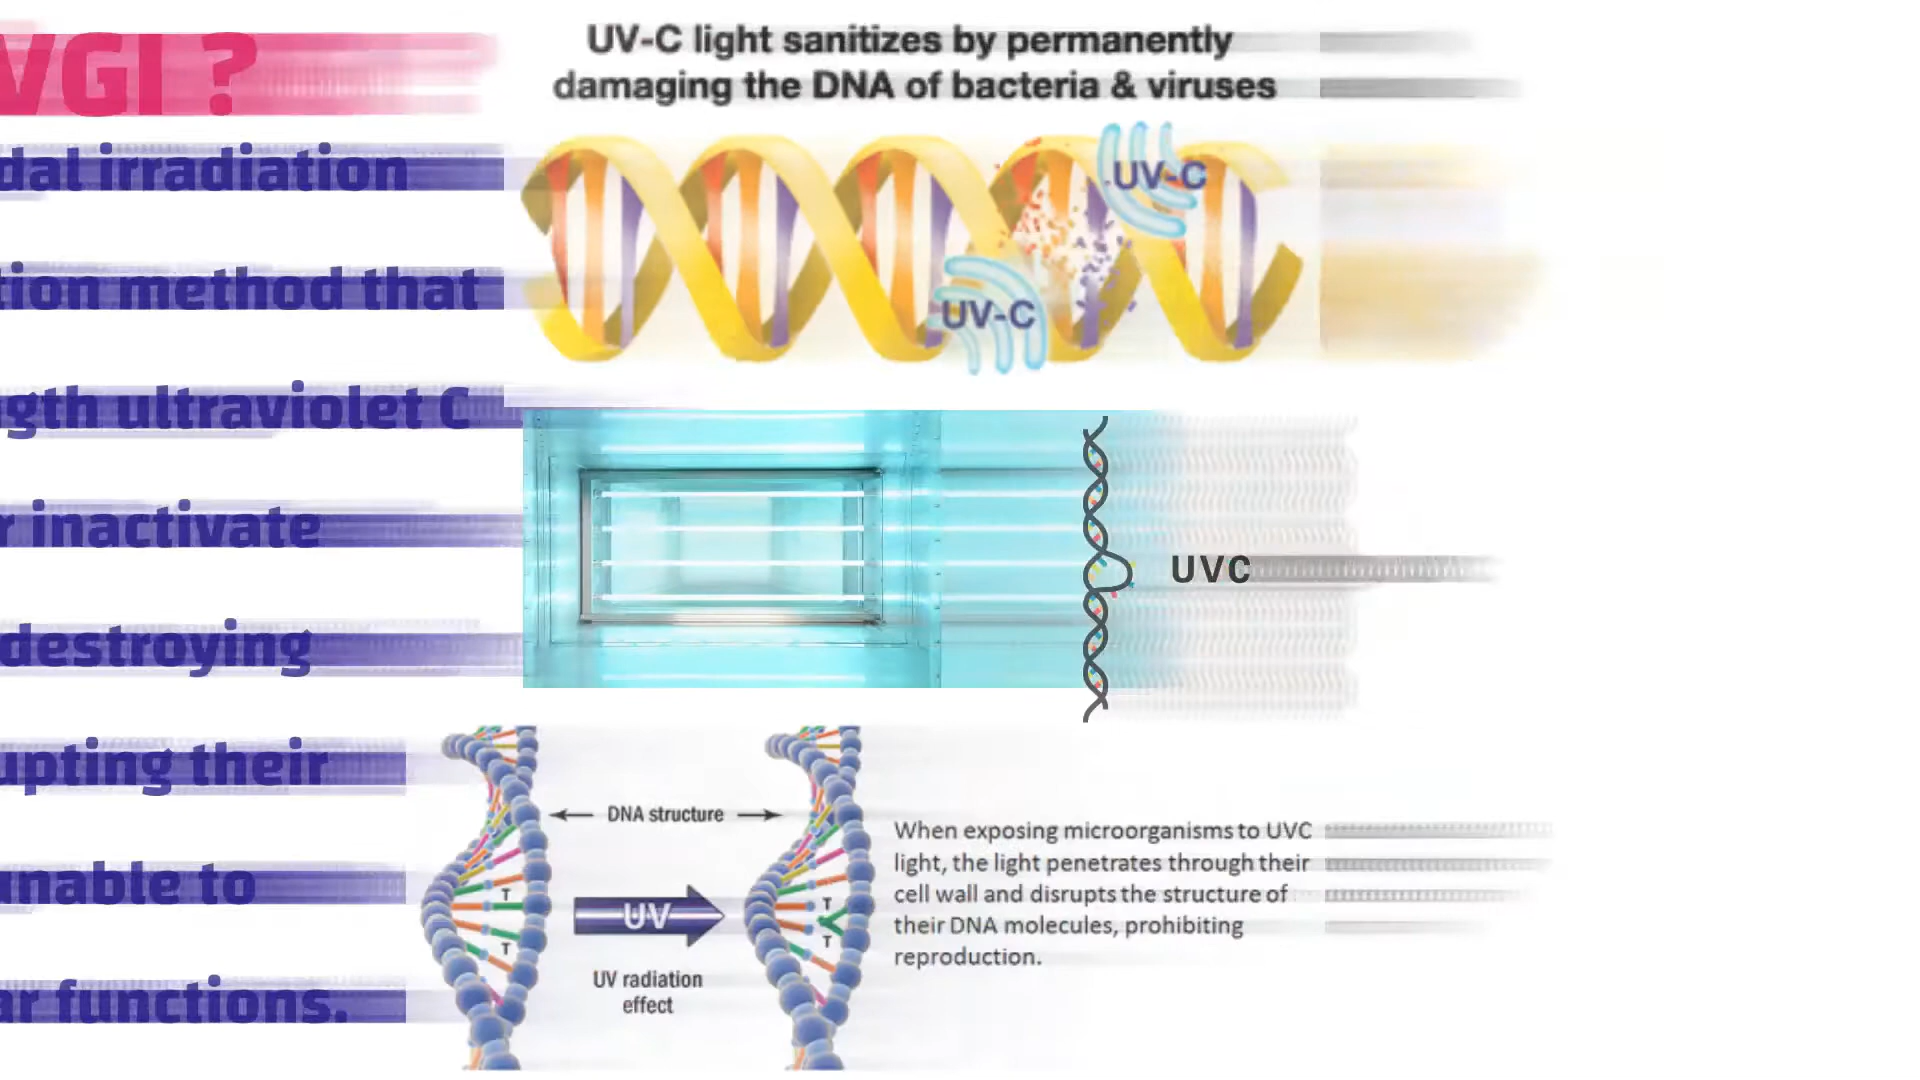 VGI ?
dal irradiation
tion method that
gth ultraviolet C
r inactivate
destroying
upting their
unable to
ar functions.
UV-C light sanitizes by permanently
damaging the DNA of bacteria & viruses
UV-C
UV-C
UVC
DNA structure
T
T
UV
T
T
UV radiation
effect
When exposing microorganisms to UVC
light, the light penetrates through their
cell wall and disrupts the structure of
their DNA molecules, prohibiting
reproduction.